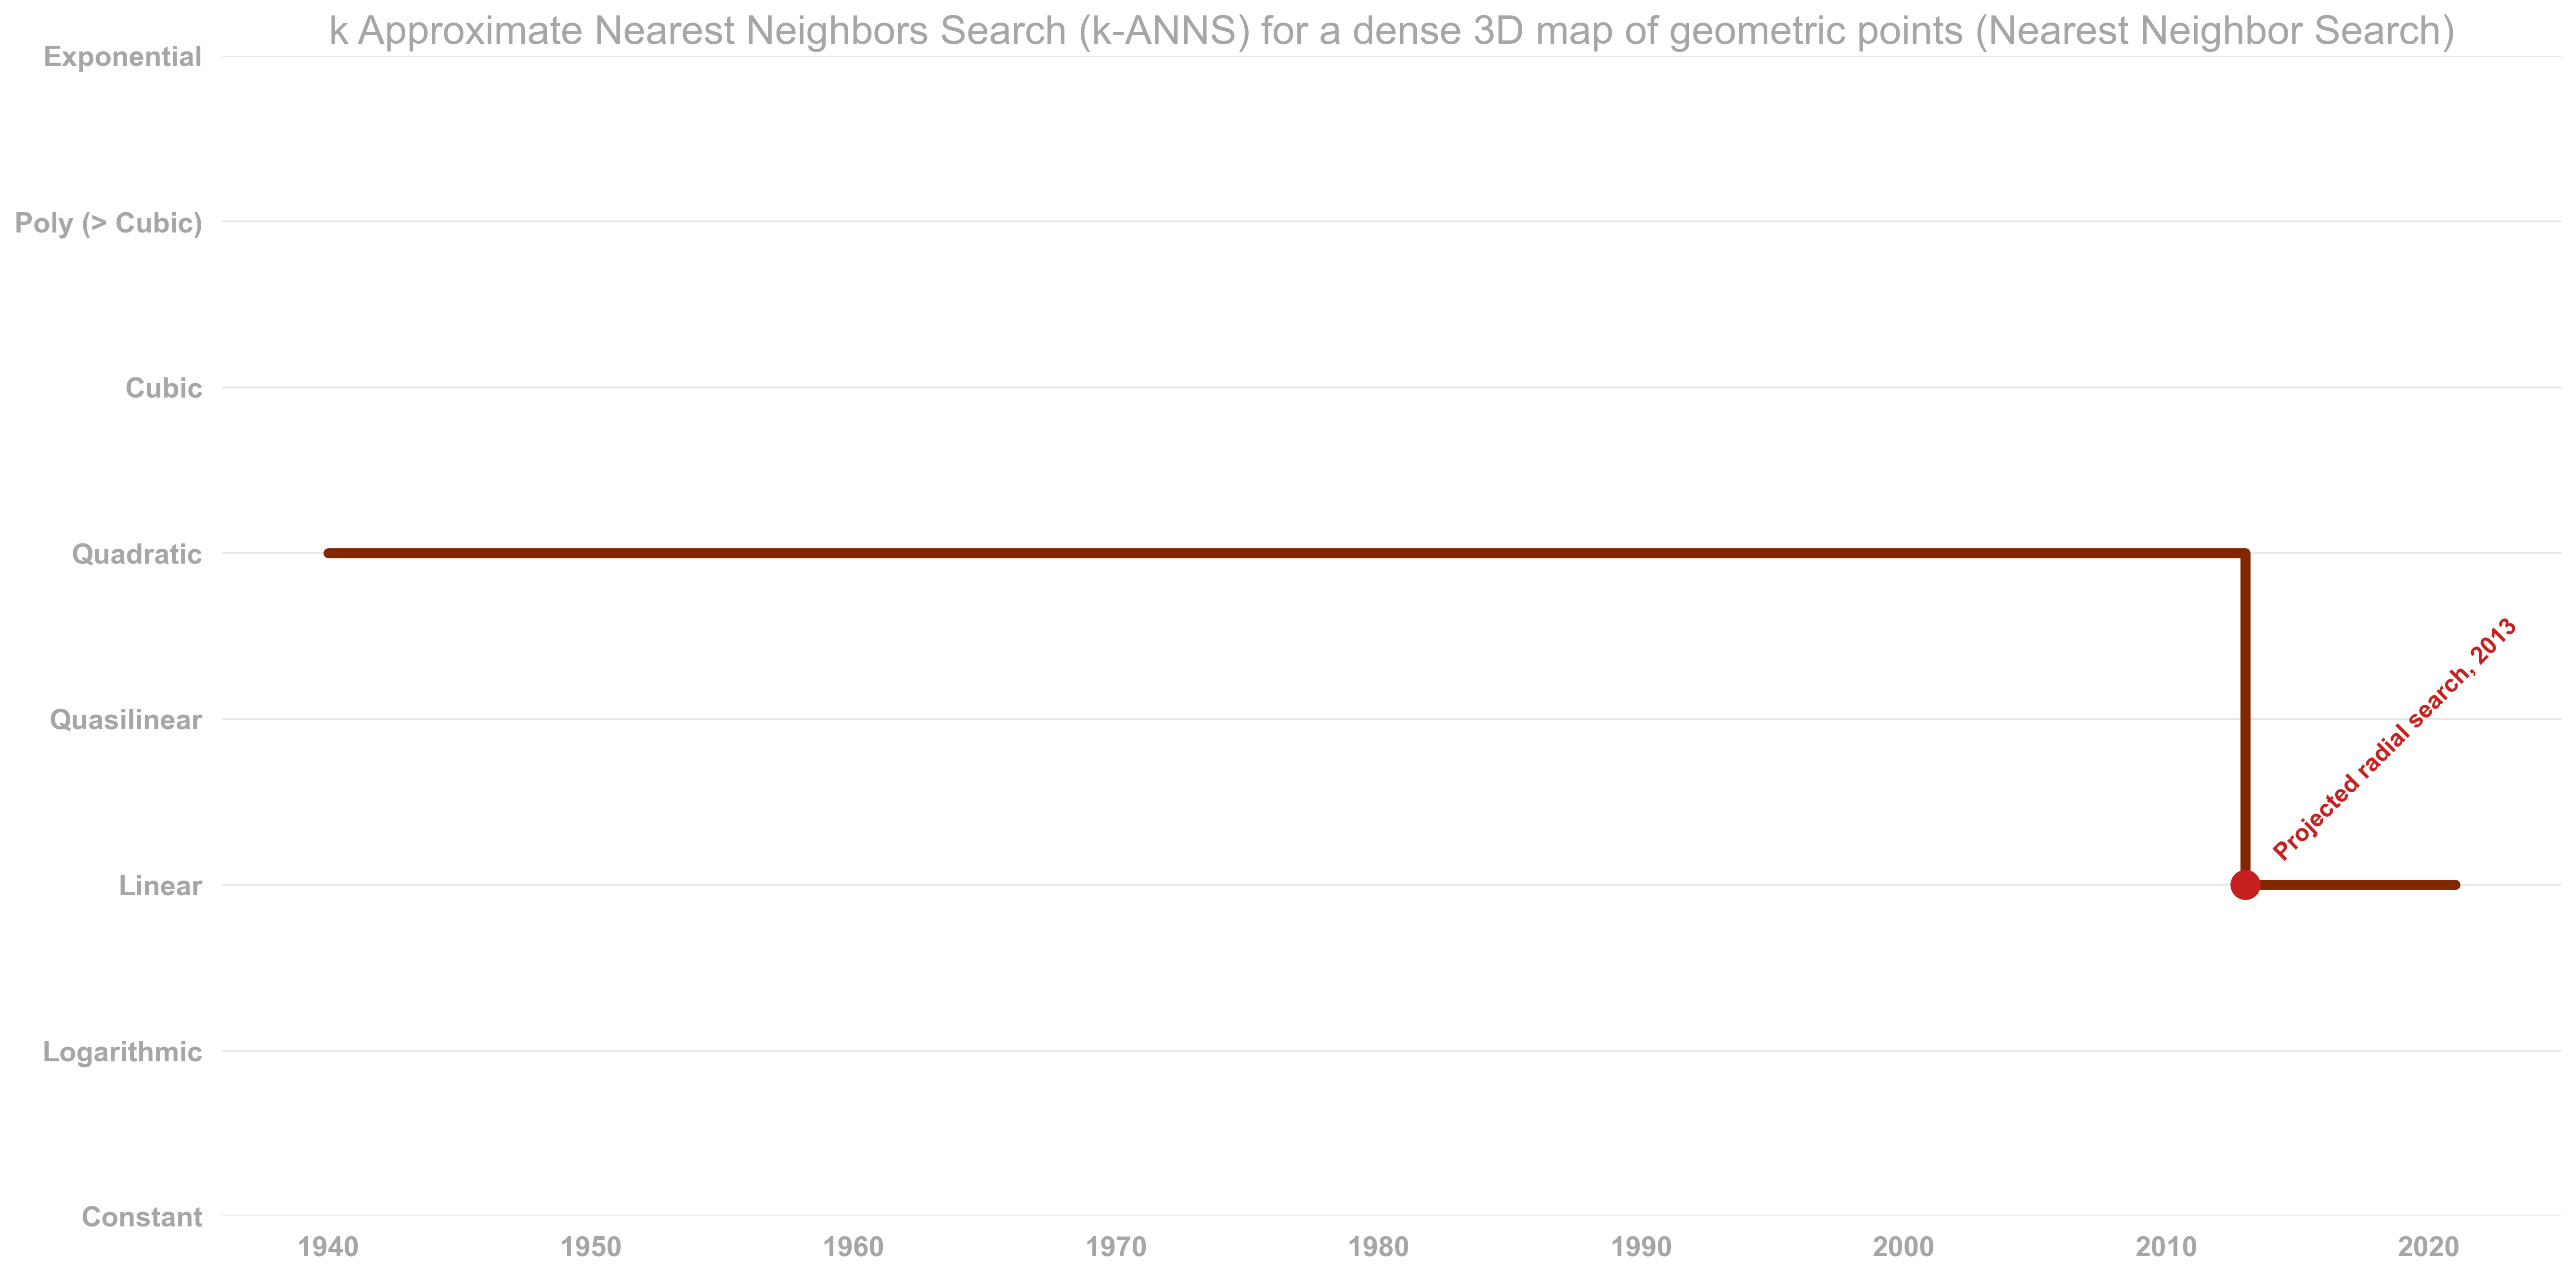 k Approximate Nearest Neighbors Search (k-ANNS) for a dense 3D map of geometric points (Nearest Neighbor Search)
Exponential
Poly (> Cubic)
Cubic
Quadratic
Quasilinear
Linear
Logarithmic
Constant
Projected radial search, 2013
1940 1950 1960 1970 1980 1990 2000 2010 2020